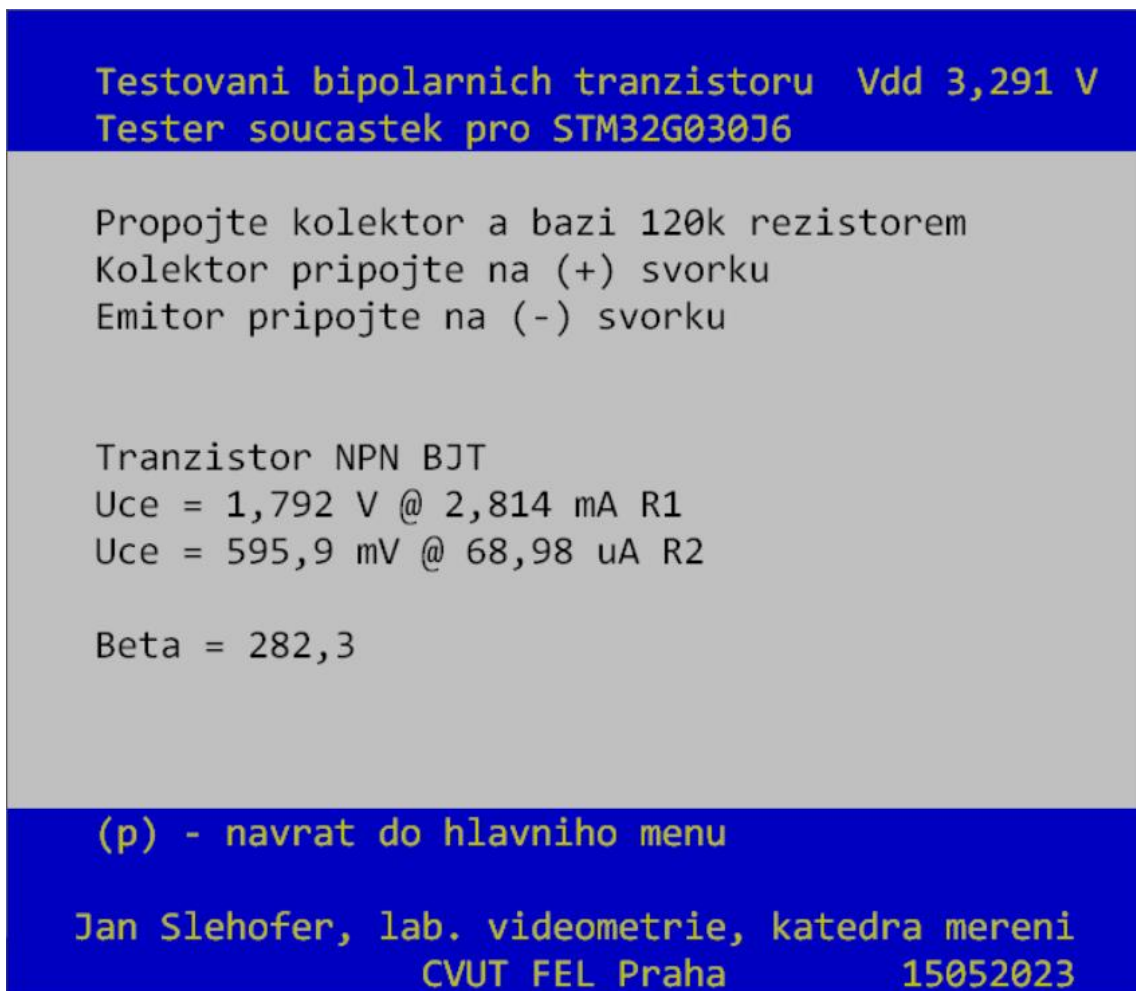 Testovani bipolarnich tranzistoru Vdd 3,291 V
Tester soucastek pro STM32G030J6
Propojte kolektor a bazi 120k rezistorem
Kolektor pripojte na (+) svorku
Emitor pripojte na (-) svorku
Tranzistor NPN BJT
Uce = 1,792 V @ 2,814 mA R1
Uce = 595,9 mV @ 68,98 uA R2
Beta = 282,3
(p) - navrat do hlavniho menu
Jan Slehofer, lab. videometrie, katedra mereni
CVUT FEL Praha 15052023